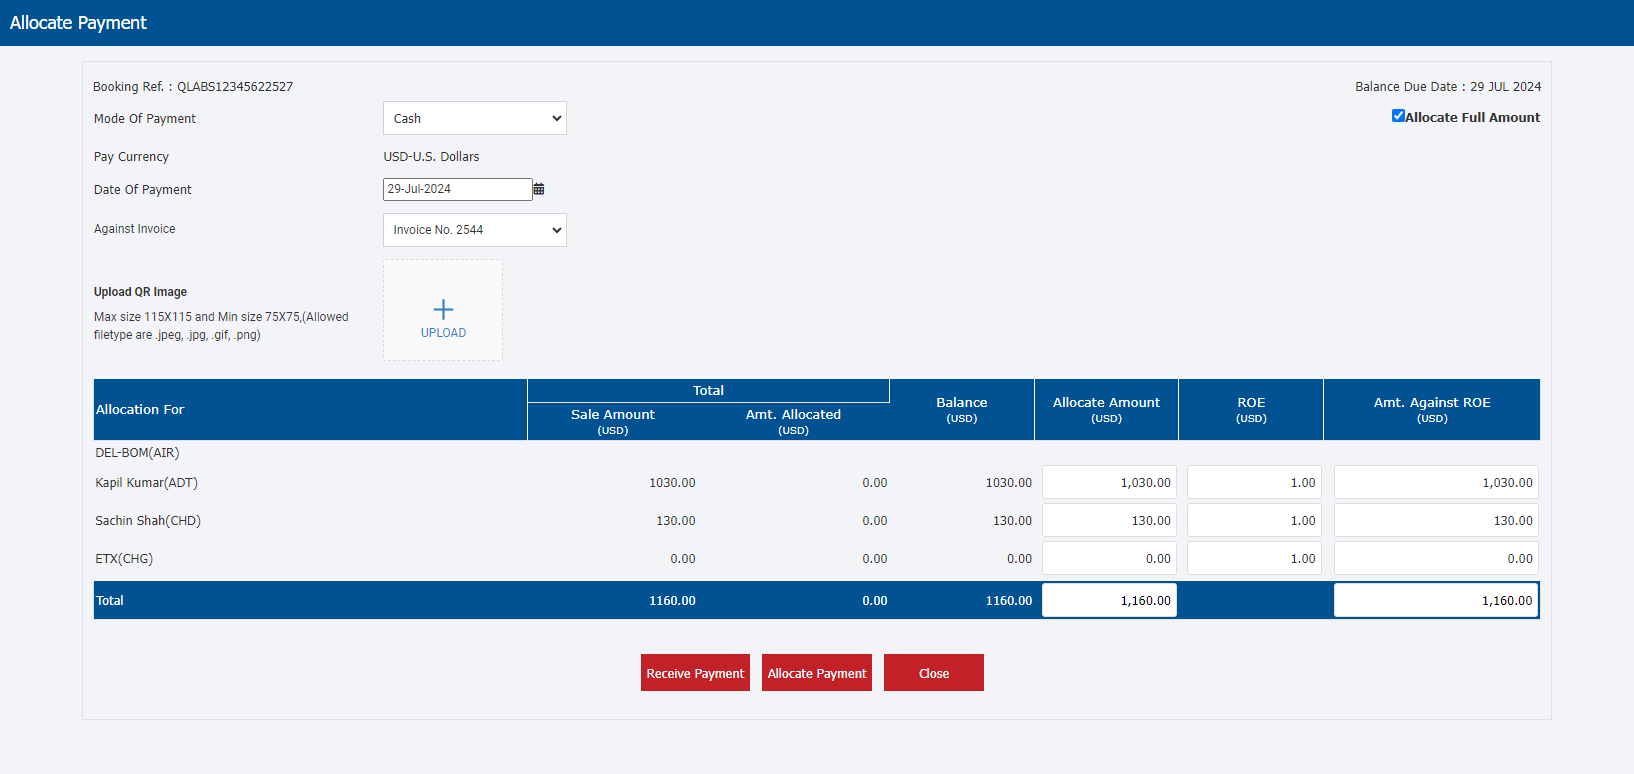 Allocate Payment
Booking Ref. : QLABS12345622527
Balance Due Date : 29 JUL 2024
Mode Of Payment
Cash
Allocate Full Amount
Pay Currency
USD-U.S. Dollars
Date Of Payment
29-Jul-2024
Against Invoice
Invoice No. 2544
Upload QR Image
Max size 115X115 and Min size 75X75,(Allowed
filetype are .jpeg, .jpg, .gif, .png)
UPLOAD
Allocation For
Total
Sale Amount
(USD)
Amt. Allocated
(USD)
Balance
(USD)
Allocate Amount
(USD)
ROE
(USD)
Amt. Against ROE
(USD)
DEL-BOM(AIR)
Kapil Kumar(ADT) 1030.00 0.00 1030.00 1,030.00 1.00 1,030.00
Sachin Shah(CHD) 130.00 0.00 130.00 130.00 1.00 130.00
ETX(CHG) 0.00 0.00 0.00 0.00 1.00 0.00
Total 1160.00 0.00 1160.00 1,160.00 1,160.00
Receive Payment
Allocate Payment
Close